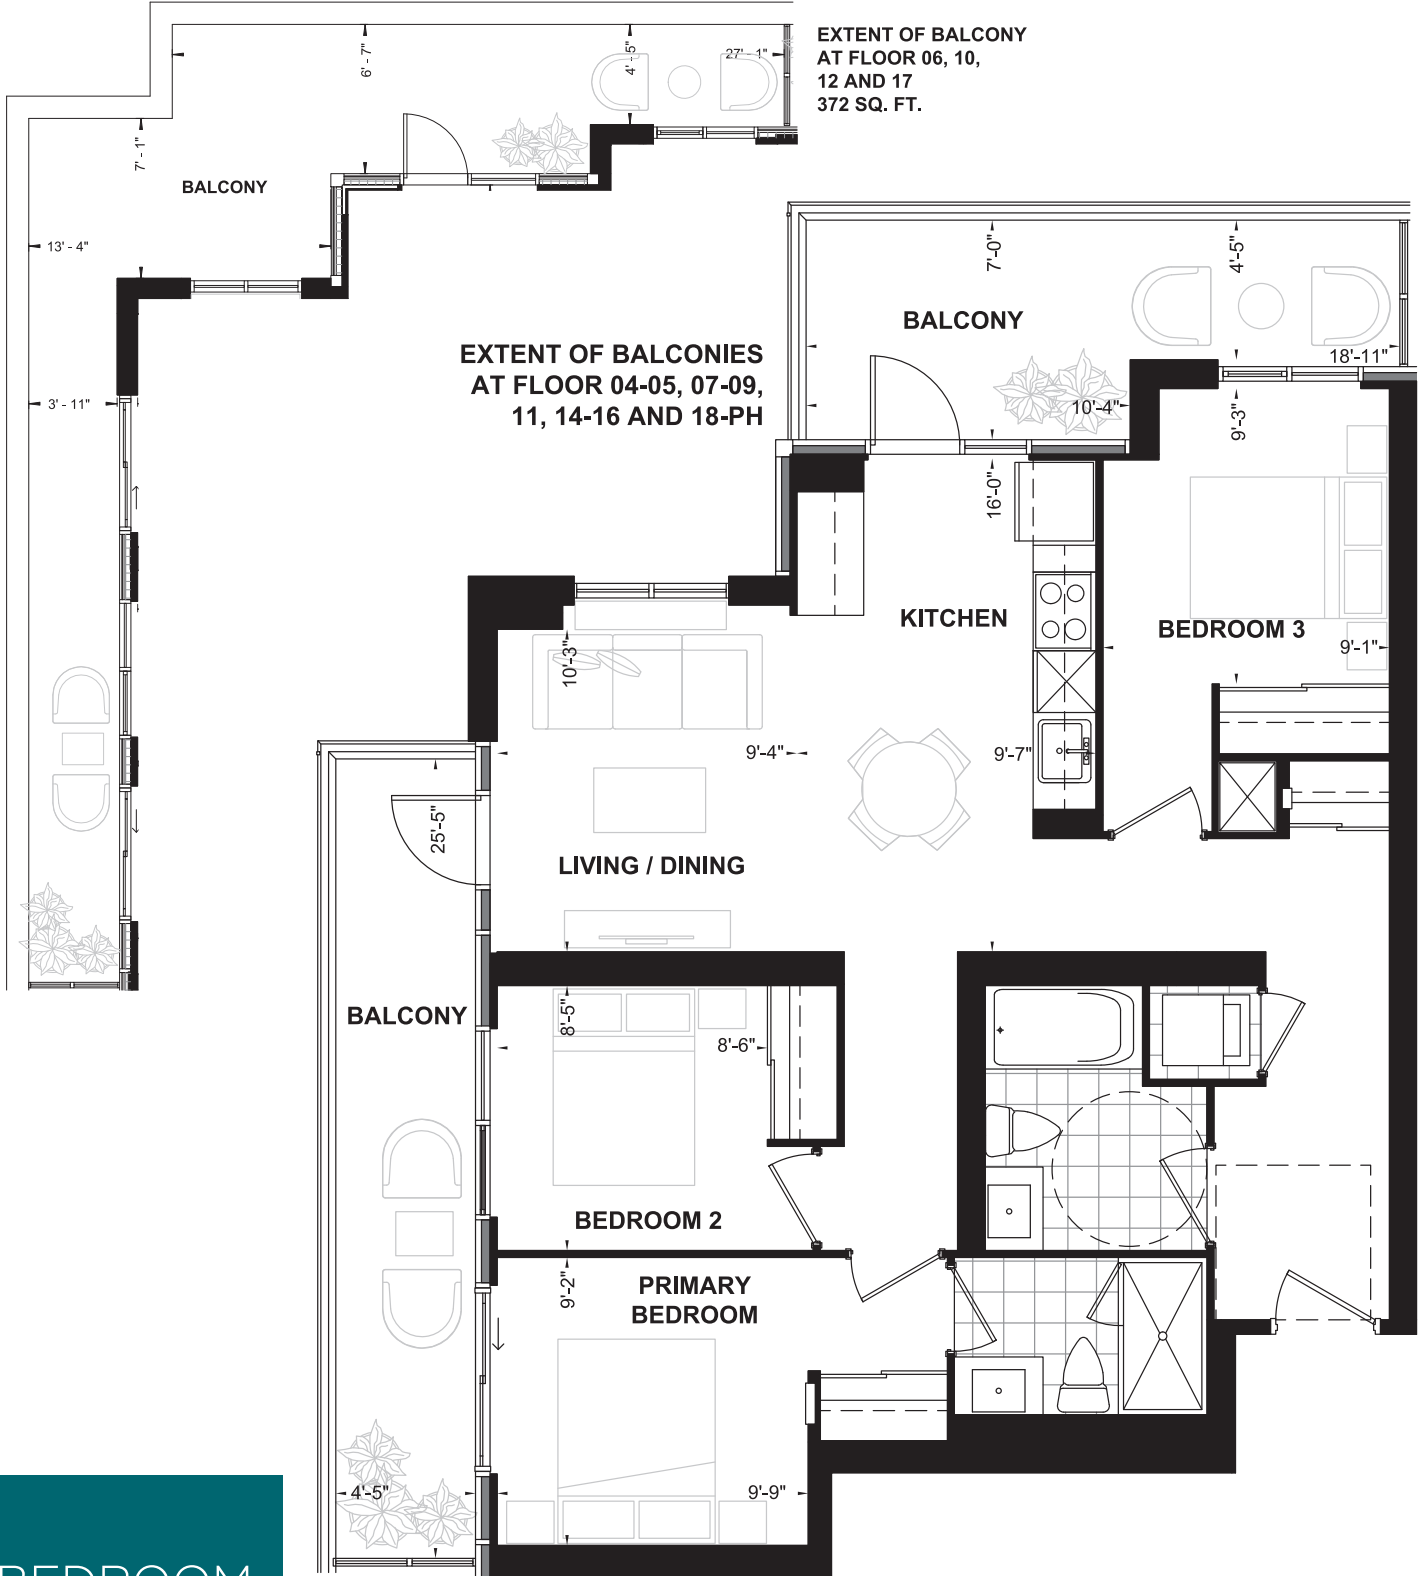 EXTENT OF BALCONY
AT FLOOR 06, 10,
12 AND 17
372 SQ. FT.
6' - 7"
4' - 5"
27' - 1"
7' - 1"
BALCONY
13' - 4"
3' - 11"
EXTENT OF BALCONIES
AT FLOOR 04-05, 07-09,
11, 14-16 AND 18-PH
7'-0"
4'-5"
BALCONY
18'-11"
10'-4"
9'-3"
16'-0"
KITCHEN
BEDROOM 3
9'-1"
10'-3"
9'-4"
9'-7"
25'-5"
LIVING / DINING
BALCONY
8'-5"
8'-6"
BEDROOM 2
9'-2"
PRIMARY
BEDROOM
4'-5"
9'-9"
BEDROOM